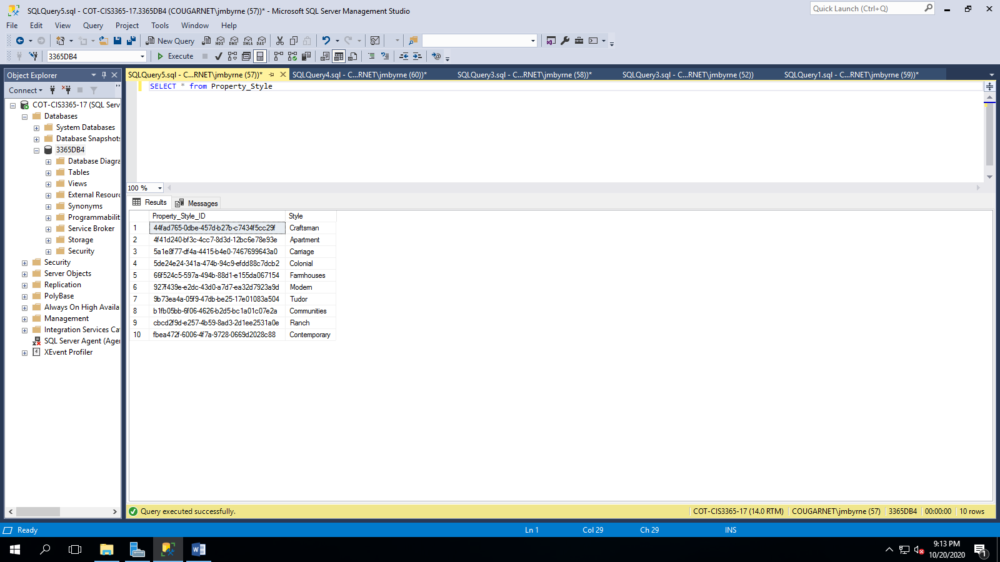 SQLQuery5.sql - COT-CIS3365-17.3365DB4 (COUGARNET\jmbyrne (57))* - Microsoft SQL Server Management Studio
Quick Launch (Ctrl+Q)
File Edit View Query Project Tools Window Help
New Query MDX DMX XMLA DAX
3365DB4 Execute
Object Explorer
SQLQuery5.sql - C...RNET\jmbyrne (57))* SQLQuery4.sql - C...RNET\jmbyrne (60))* SQLQuery3.sql - C...RNET\jmbyrne (58))* SQLQuery3.sql - C...RNET\jmbyrne (52)) SQLQuery1.sql - C...RNET\jmbyrne (59))*
Connect
SELECT * from Property_Style
COT-CIS3365-17 (SQL Serv
Databases
System Databases
Database Snapshots
3365DB4
Database Diagra
Tables
Views
External Resourc
Synonyms
Programmabilit
Service Broker
Storage
Security
Security
Server Objects
Replication
PolyBase
Always On High Availa
Management
Integration Services Ca
SQL Server Agent (Agen
XEvent Profiler
100 %
Results Messages
Property_Style_ID Style
1 44fad765-0dbe-457d-b27b-c7434f5cc29f Craftsman
2 4f41d240-bf3c-4cc7-8d3d-12bc6e78e93e Apartment
3 5a1e8f77-df4a-4415-b4e0-7467699643a0 Carriage
4 5de24e24-341a-474b-94c9-efdd88c7dcb2 Colonial
5 66f524c5-597a-494b-88d1-e155da067154 Farmhouses
6 927f439e-e2dc-43d0-a7d7-ea32d7923a9d Modern
7 9b73ea4a-05f9-47db-be25-17e01083a504 Tudor
8 b1fb05bb-6f06-4626-b2d5-bc1a01c07e2a Communities
9 cbcd2f9d-e257-4b59-8ad3-2d1ee2531a0e Ranch
10 fbea472f-6006-4f7a-9728-0669d2028c88 Contemporary
Query executed successfully. COT-CIS3365-17 (14.0 RTM) COUGARNET\jmbyrne (57) 3365DB4 00:00:00 10 rows
Ready Ln 1 Col 29 Ch 29 INS
9:13 PM
10/20/2020
1